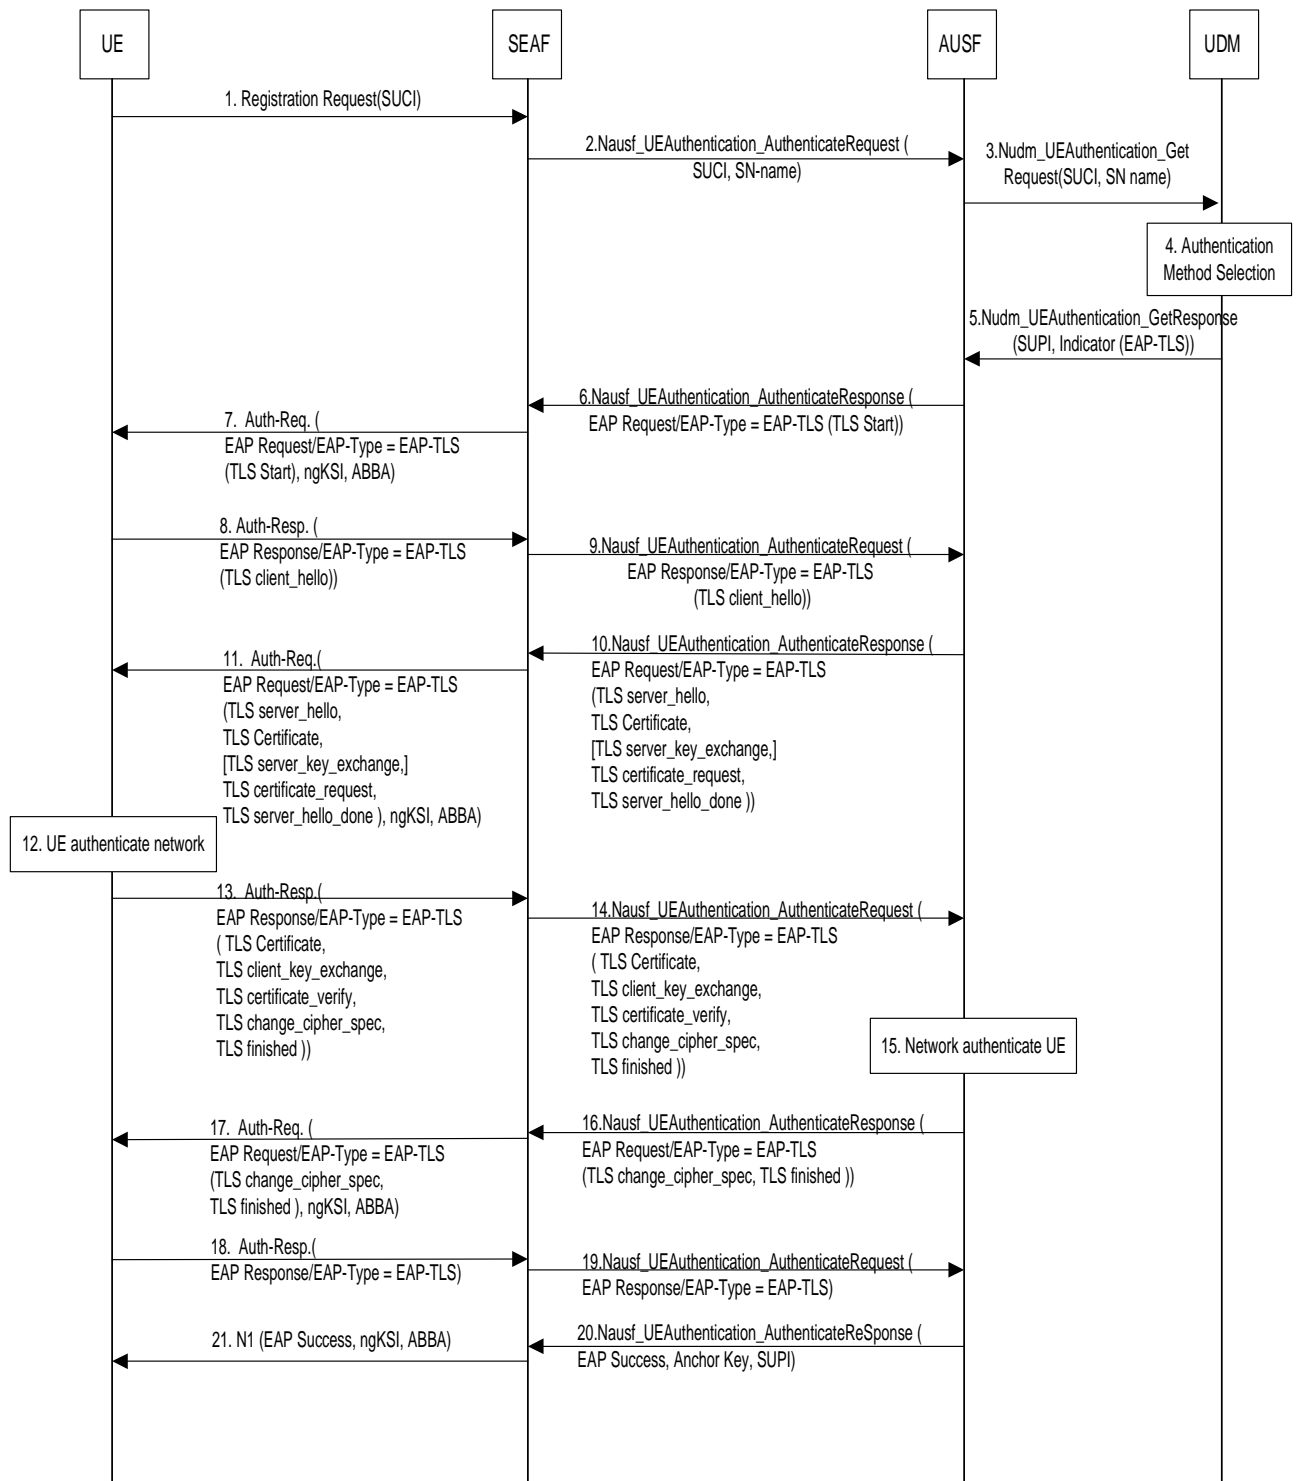 UE
SEAF
AUSF
UDM
1. Registration Request(SUCI)
2.Nausf_UEAuthentication_AuthenticateRequest (
SUCI, SN-name)
3.Nudm_UEAuthentication_Get
Request(SUCI, SN name)
4. Authentication
Method Selection
5.Nudm_UEAuthentication_GetResponse
(SUPI, Indicator (EAP-TLS))
6.Nausf_UEAuthentication_AuthenticateResponse (
EAP Request/EAP-Type = EAP-TLS (TLS Start))
7. Auth-Req. (
EAP Request/EAP-Type = EAP-TLS
(TLS Start), ngKSI, ABBA)
8. Auth-Resp. (
EAP Response/EAP-Type = EAP-TLS
(TLS client_hello))
9.Nausf_UEAuthentication_AuthenticateRequest (
EAP Response/EAP-Type = EAP-TLS
(TLS client_hello))
10.Nausf_UEAuthentication_AuthenticateResponse (
EAP Request/EAP-Type = EAP-TLS
(TLS server_hello,
TLS Certificate,
[TLS server_key_exchange,]
TLS certificate_request,
TLS server_hello_done ))
11. Auth-Req.(
EAP Request/EAP-Type = EAP-TLS
(TLS server_hello,
TLS Certificate,
[TLS server_key_exchange,]
TLS certificate_request,
TLS server_hello_done ), ngKSI, ABBA)
12. UE authenticate network
13. Auth-Resp.(
EAP Response/EAP-Type = EAP-TLS
( TLS Certificate,
TLS client_key_exchange,
TLS certificate_verify,
TLS change_cipher_spec,
TLS finished ))
14.Nausf_UEAuthentication_AuthenticateRequest (
EAP Response/EAP-Type = EAP-TLS
( TLS Certificate,
TLS client_key_exchange,
TLS certificate_verify,
TLS change_cipher_spec,
TLS finished ))
15. Network authenticate UE
16.Nausf_UEAuthentication_AuthenticateResponse (
EAP Request/EAP-Type = EAP-TLS
(TLS change_cipher_spec, TLS finished ))
17. Auth-Req. (
EAP Request/EAP-Type = EAP-TLS
(TLS change_cipher_spec,
TLS finished ), ngKSI, ABBA)
18. Auth-Resp.(
EAP Response/EAP-Type = EAP-TLS)
19.Nausf_UEAuthentication_AuthenticateRequest (
EAP Response/EAP-Type = EAP-TLS)
20.Nausf_UEAuthentication_AuthenticateReSponse (
EAP Success, Anchor Key, SUPI)
21. N1 (EAP Success, ngKSI, ABBA)